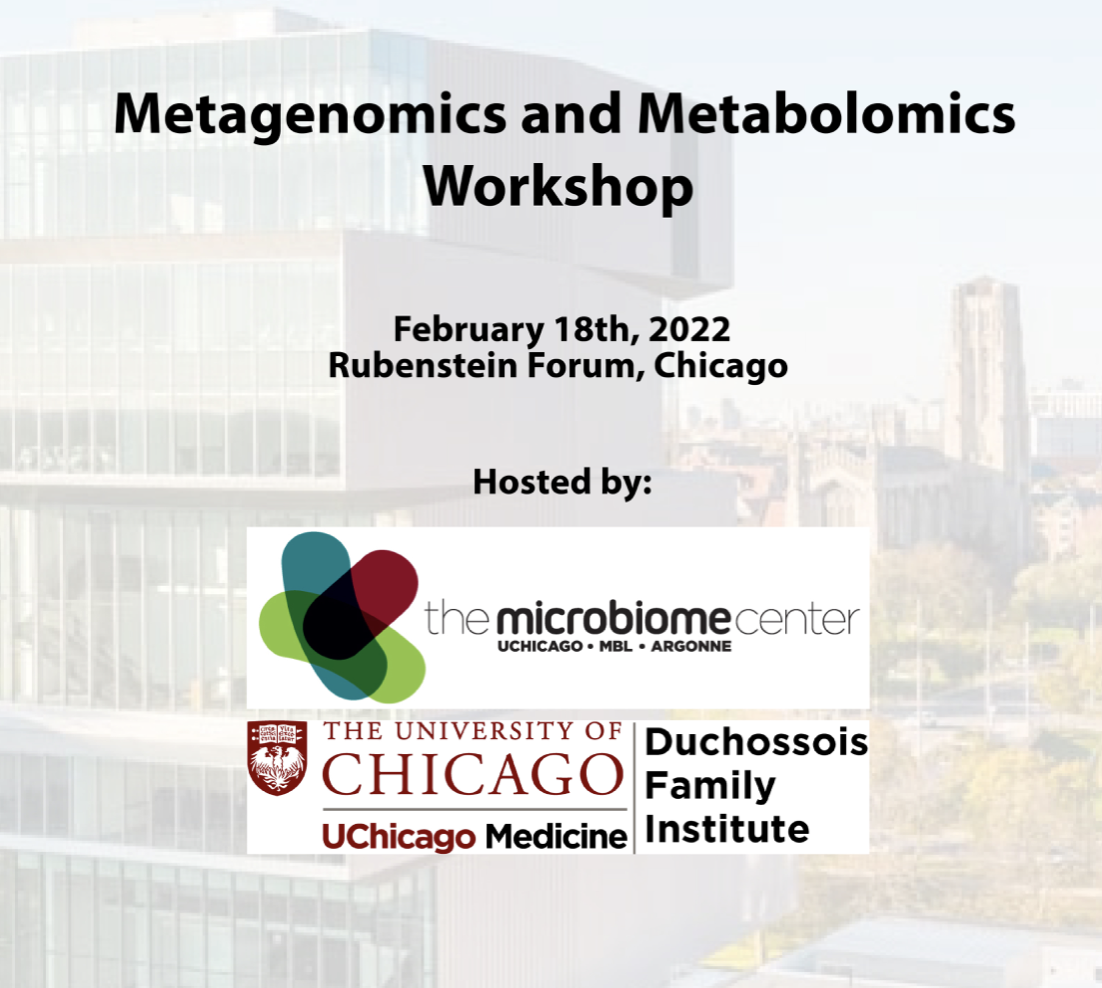 Metagenomics and Metabolomics
Workshop
February 18th, 2022
Rubenstein Forum, Chicago
Hosted by:
the microbiome center
UCHICAGO • MBL • ARGONNE
THE UNIVERSITY OF
CHICAGO
UChicago Medicine
Duchossois
Family
Institute